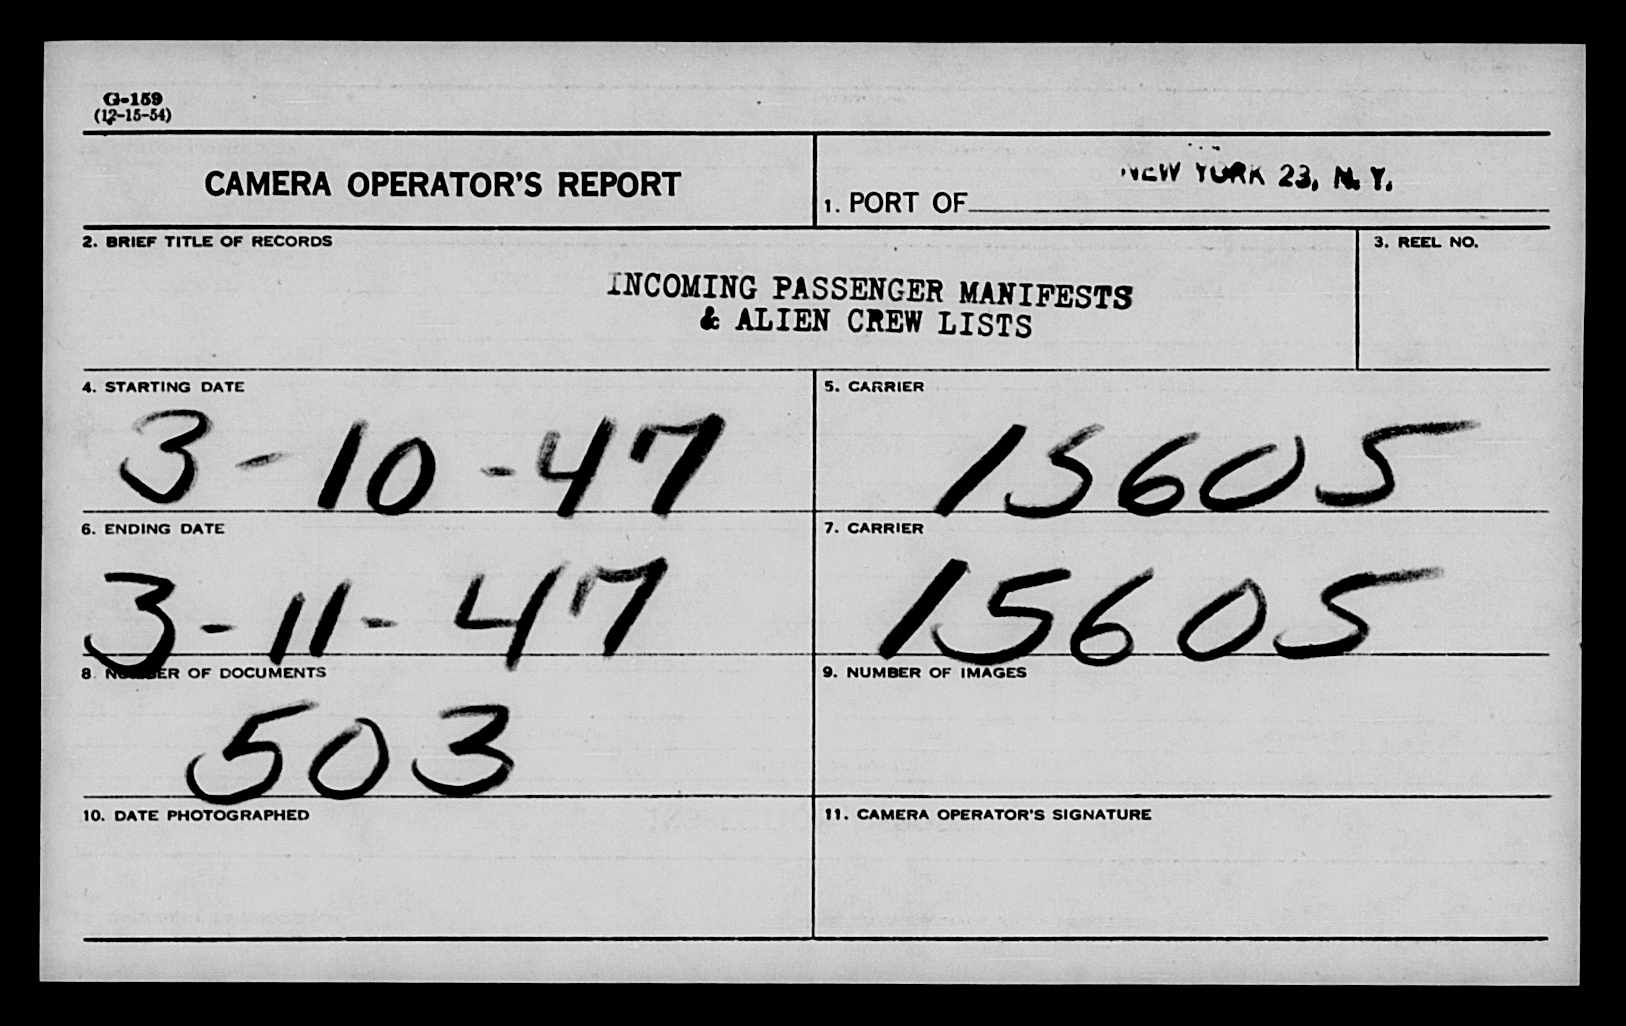 G-159
(12-15-54)
CAMERA OPERATOR'S REPORT
1. PORT OF NEW YORK 23, N. Y.
2. BRIEF TITLE OF RECORDS
INCOMING PASSENGER MANIFESTS
& ALIEN CREW LISTS
3. REEL NO.
4. STARTING DATE
3-10-47
5. CARRIER
15605
6. ENDING DATE
3-11-47
7. CARRIER
15605
8. NUMBER OF DOCUMENTS
503
9. NUMBER OF IMAGES
10. DATE PHOTOGRAPHED
11. CAMERA OPERATOR'S SIGNATURE